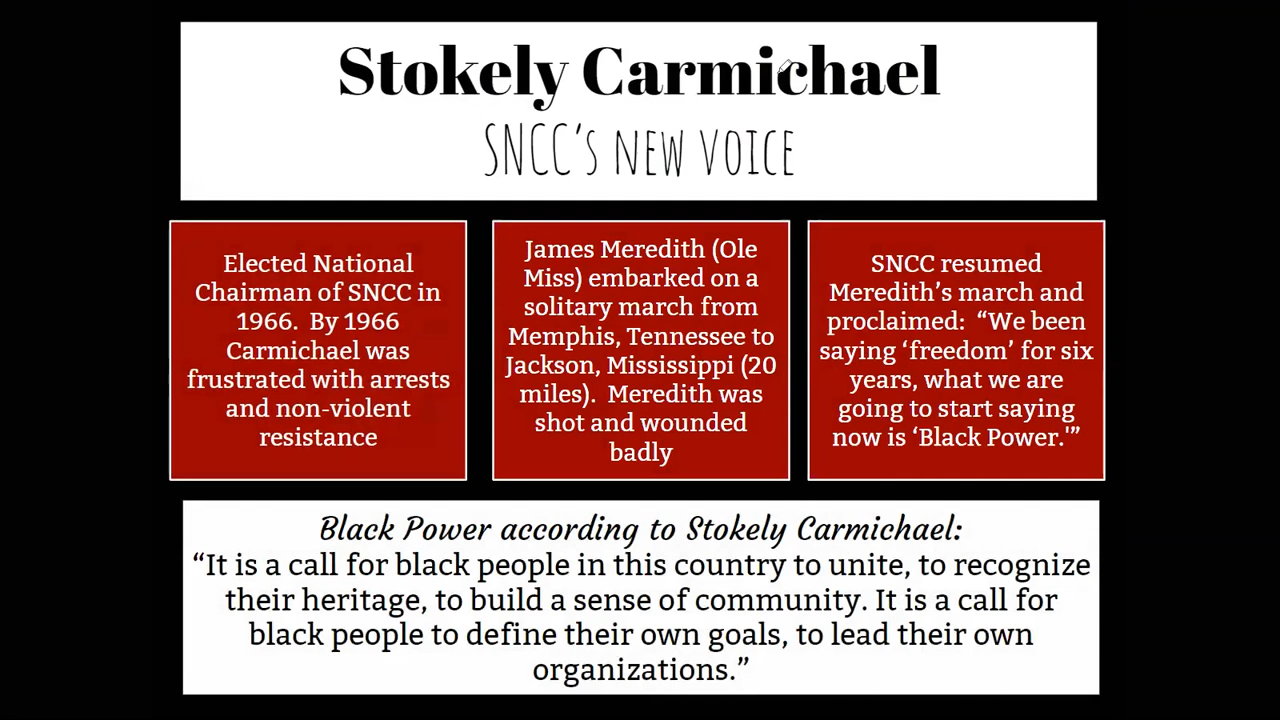 Stokely Carmichael
SNCC's NEW VOICE
Elected National
Chairman of SNCC in
1966.  By 1966
Carmichael was
frustrated with arrests
and non-violent
resistance
James Meredith (Ole
Miss) embarked on a
solitary march from
Memphis, Tennessee to
Jackson, Mississippi (20
miles).  Meredith was
shot and wounded
badly
SNCC resumed
Meredith’s march and
proclaimed:  “We been
saying ‘freedom’ for six
years, what we are
going to start saying
now is ‘Black Power.'”
Black Power according to Stokely Carmichael:
“It is a call for black people in this country to unite, to recognize
their heritage, to build a sense of community. It is a call for
black people to define their own goals, to lead their own
organizations.”